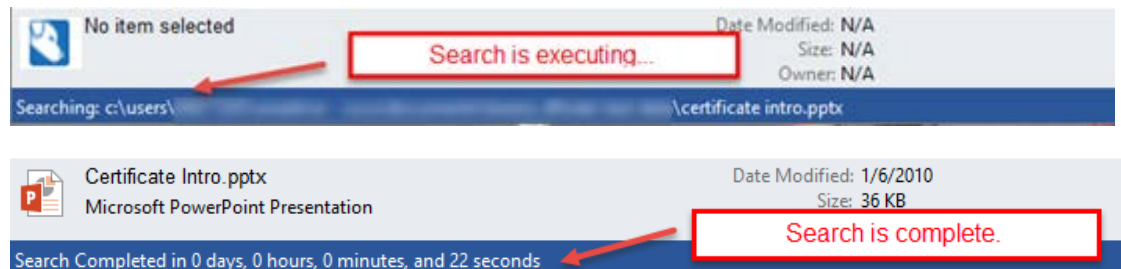 No item selected
Date Modified: N/A
Size: N/A
Owner: N/A
Search is executing...
Searching: c:\users\ \certificate intro.pptx
Certificate Intro.pptx
Microsoft PowerPoint Presentation
Date Modified: 1/6/2010
Size: 36 KB
Search is complete.
Search Completed in 0 days, 0 hours, 0 minutes, and 22 seconds